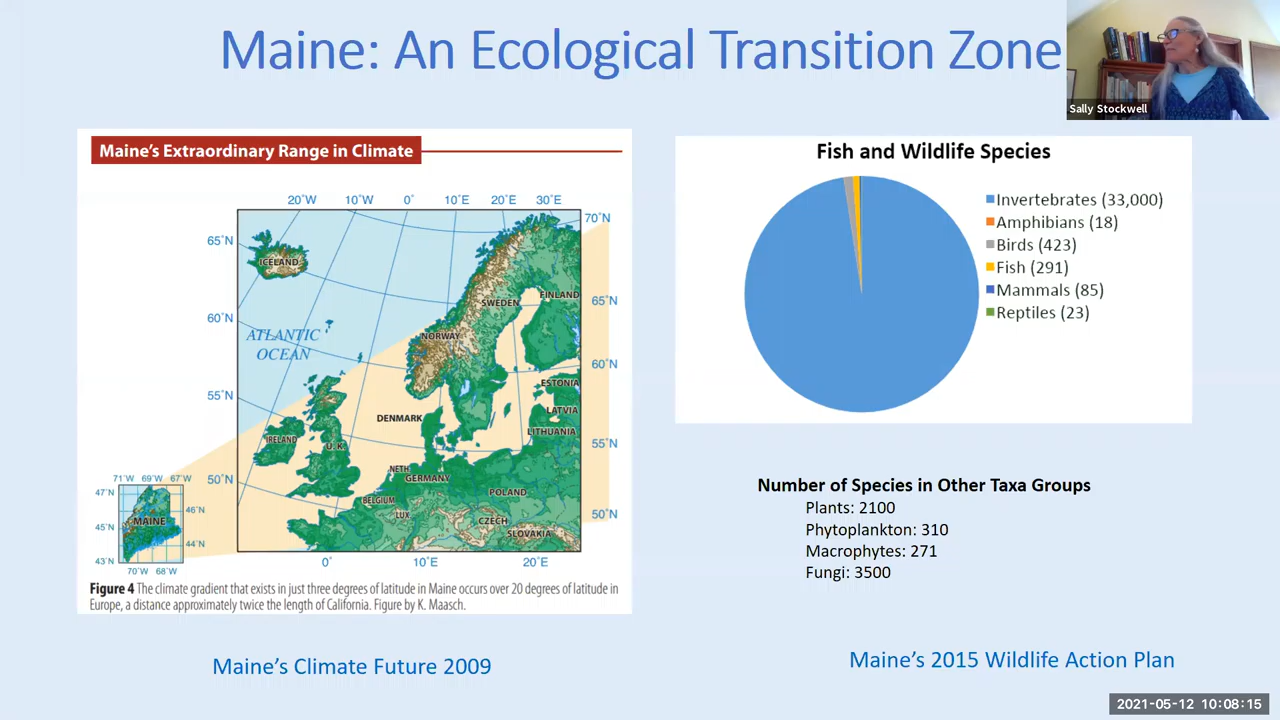 Maine: An Ecological Transition Zone
Sally Stockwell
Maine's Extraordinary Range in Climate
20°W 10°W 0° 10°E 20°E 30°E
70°N
65°N
ICELAND
FINLAND
SWEDEN
65°N
60°N
ATLANTIC
OCEAN
NORWAY
60°N
ESTONIA
55°N
DENMARK
LATVIA
LITHUANIA
IRELAND
U.K.
55°N
NETH
GERMANY
50°N
POLAND
BELGIUM
LUX
50°N
CZECH
SLOVAKIA
0° 10°E 20°E
71°W 69°W 67°W
47°N
46°N
MAINE
45°N
44°N
43°N
70°W 68°W
Figure 4 The climate gradient that exists in just three degrees of latitude in Maine occurs over 20 degrees of latitude in
Europe, a distance approximately twice the length of California. Figure by K. Maasch.
Maine's Climate Future 2009
Fish and Wildlife Species
Invertebrates (33,000)
Amphibians (18)
Birds (423)
Fish (291)
Mammals (85)
Reptiles (23)
Number of Species in Other Taxa Groups
Plants: 2100
Phytoplankton: 310
Macrophytes: 271
Fungi: 3500
Maine's 2015 Wildlife Action Plan
2021-05-12 10:08:15